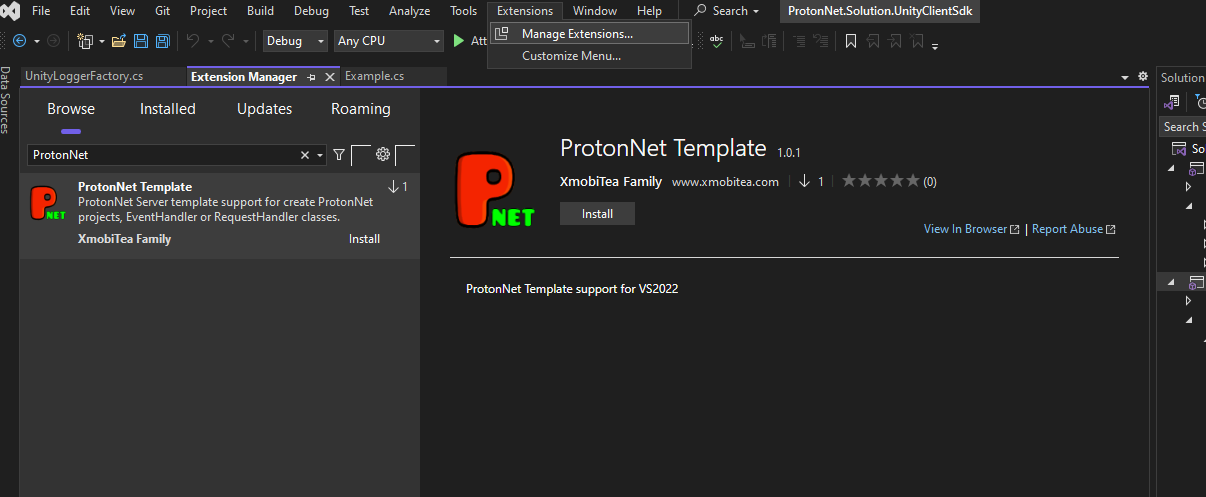 File Edit View Git Project Build Debug Test Analyze Tools Extensions Window Help Search ProtonNet.Solution.UnityClientSdk
Debug Any CPU Att
Manage Extensions...
abc
Customize Menu...
Data Sources
UnityLoggerFactory.cs Extension Manager Example.cs
Solution
Browse Installed Updates Roaming
Search S
ProtonNet
So
ProtonNet Template 1
ProtonNet Server template support for create ProtonNet
projects, EventHandler or RequestHandler classes.
XmobiTea Family Install
P
NET
P
NET
ProtonNet Template 1.0.1
XmobiTea Family www.xmobitea.com 1 (0)
Install
View In Browser | Report Abuse
ProtonNet Template support for VS2022